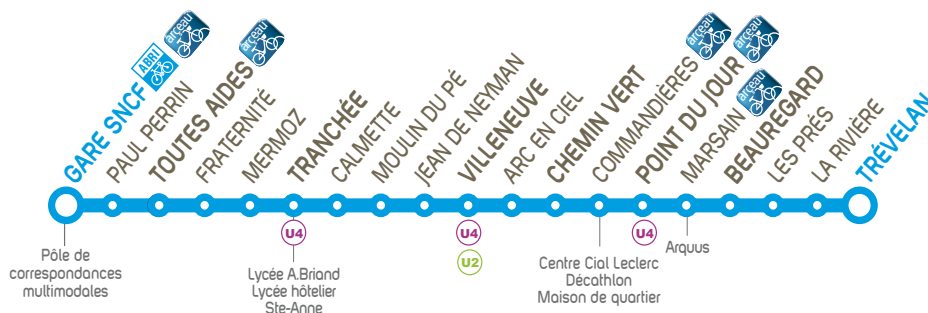 GARE SNCF
ABRI
arceau
PAUL PERRIN
TOUTES AIDES
arceau
FRATERNITÉ
MERMOZ
TRANCHÉE
CALMETTE
MOULIN DU PÉ
JEAN DE NEYMAN
VILLENEUVE
ARC EN CIEL
CHEMIN VERT
COMMANDIÈRES
arceau
POINT DU JOUR
arceau
MARSAIN
arceau
BEAUREGARD
LES PRÉS
LA RIVIÈRE
TRÉVELAN
Pôle de
correspondances
multimodales
U4
Lycée A.Briand
Lycée hôtelier
Ste-Anne
U4
U2
Centre Cial Leclerc
Décathlon
Maison de quartier
U4
Arquus